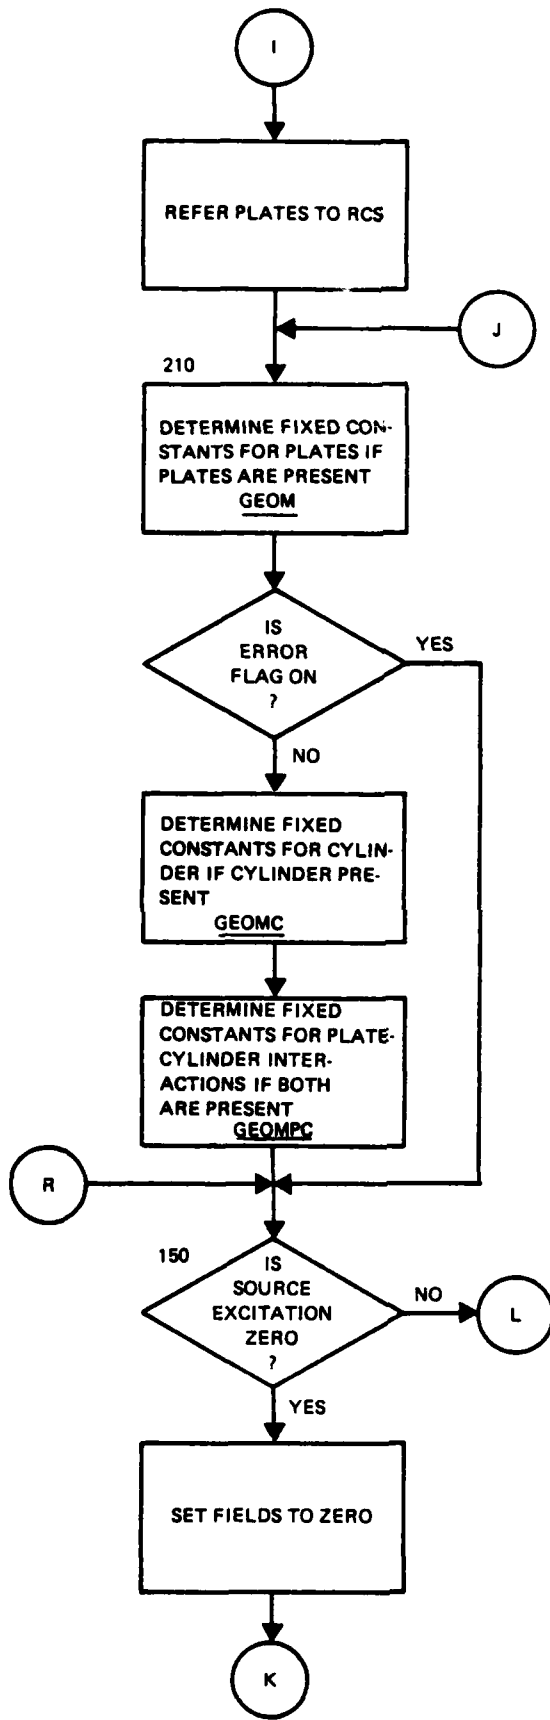 I
REFER PLATES TO RCS
J
210
DETERMINE FIXED CON-
STANTS FOR PLATES IF
PLATES ARE PRESENT
GEOM
IS
ERROR
FLAG ON
?
YES
NO
DETERMINE FIXED
CONSTANTS FOR CYLIN-
DER IF CYLINDER PRE-
SENT
GEOMC
DETERMINE FIXED
CONSTANTS FOR PLATE-
CYLINDER INTER-
ACTIONS IF BOTH
ARE PRESENT
GEOMPC
R
150
IS
SOURCE
EXCITATION
ZERO
?
NO
L
YES
SET FIELDS TO ZERO
K